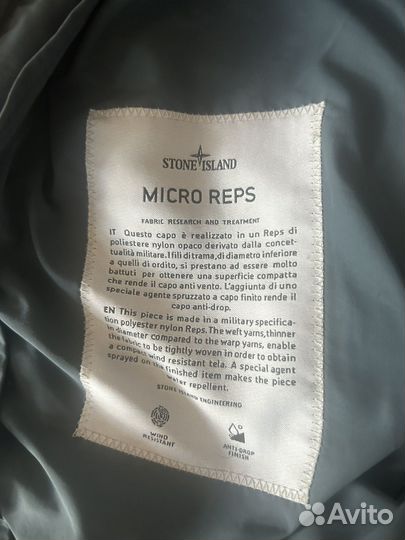 STONE ISLAND
MICRO REPS
FABRIC RESEARCH AND TREATMENT
IT Questo capo è realizzato in un Reps di
poliestere nylon opaco derivato dalla concet-
tualità militare. I fili di trama, di diametro inferiore
a quelli di ordito, si prestano ad essere molto
battuti per ottenere una superficie compatta
che rende il capo anti vento. L'aggiunta di uno
speciale agente spruzzato a capo finito rende il
capo anti-drop.
EN This piece is made in a military specifica-
tion polyester nylon Reps. The weft yarns, thinner
in diameter compared to the warp yarns, enable
the fabric to be tightly woven in order to obtain
a compact wind resistant tela. A special agent
sprayed on the finished item makes the piece
water repellent.
STONE ISLAND ENGINEERING
WIND
RESISTANT
ANTI-DROP
FINISH
Avito